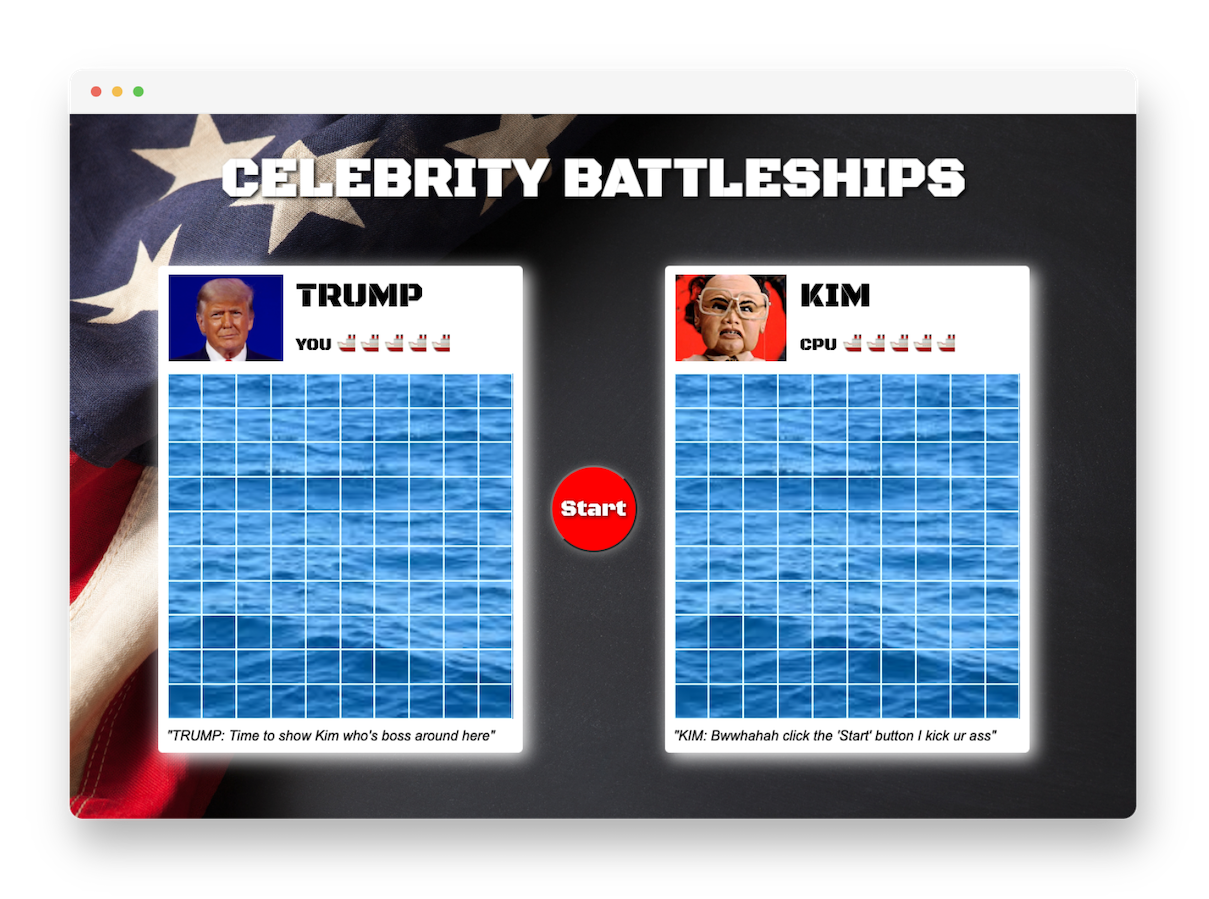 CELEBRITY BATTLESHIPS
TRUMP
YOU
"TRUMP: Time to show Kim who's boss around here"
Start
KIM
CPU
"KIM: Bwwhahah click the 'Start' button I kick ur ass"